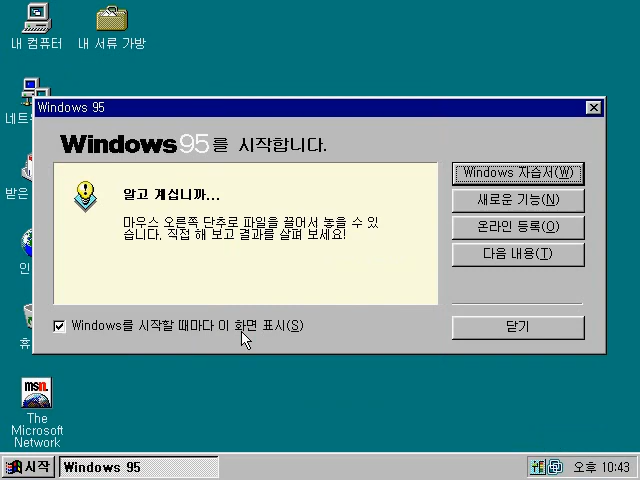 내 컴퓨터
내 서류 가방
네트
받은
인
휴
msn.
The
Microsoft
Network
Windows 95
Windows95를 시작합니다.
알고 계십니까...
마우스 오른쪽 단추로 파일을 끌어서 놓을 수 있
습니다. 직접 해 보고 결과를 살펴 보세요!
Windows 자습서(W)
새로운 기능(N)
온라인 등록(O)
다음 내용(T)
Windows를 시작할 때마다 이 화면 표시(S)
닫기
시작
Windows 95
오후 10:43